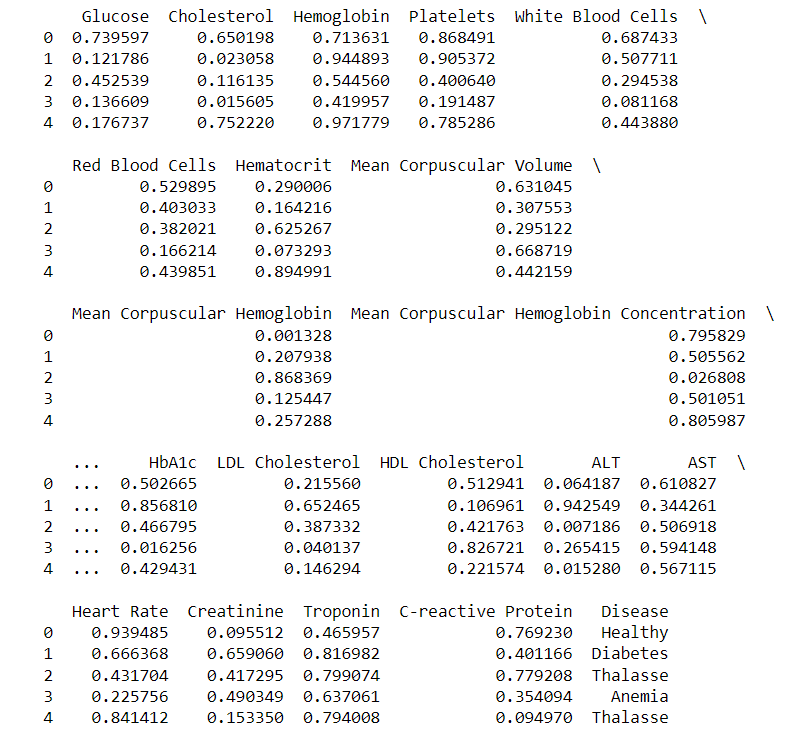 Glucose Cholesterol Hemoglobin Platelets White Blood Cells \
0 0.739597 0.650198 0.713631 0.868491 0.687433
1 0.121786 0.023058 0.944893 0.905372 0.507711
2 0.452539 0.116135 0.544560 0.400640 0.294538
3 0.136609 0.015605 0.419957 0.191487 0.081168
4 0.176737 0.752220 0.971779 0.785286 0.443880
Red Blood Cells Hematocrit Mean Corpuscular Volume \
0 0.529895 0.290006 0.631045
1 0.403033 0.164216 0.307553
2 0.382021 0.625267 0.295122
3 0.166214 0.073293 0.668719
4 0.439851 0.894991 0.442159
Mean Corpuscular Hemoglobin Mean Corpuscular Hemoglobin Concentration \
0 0.001328 0.795829
1 0.207938 0.505562
2 0.868369 0.026808
3 0.125447 0.501051
4 0.257288 0.805987
... HbA1c LDL Cholesterol HDL Cholesterol ALT AST \
0 ... 0.502665 0.215560 0.512941 0.064187 0.610827
1 ... 0.856810 0.652465 0.106961 0.942549 0.344261
2 ... 0.466795 0.387332 0.421763 0.007186 0.506918
3 ... 0.016256 0.040137 0.826721 0.265415 0.594148
4 ... 0.429431 0.146294 0.221574 0.015280 0.567115
Heart Rate Creatinine Troponin C-reactive Protein Disease
0 0.939485 0.095512 0.465957 0.769230 Healthy
1 0.666368 0.659060 0.816982 0.401166 Diabetes
2 0.431704 0.417295 0.799074 0.779208 Thalasse
3 0.225756 0.490349 0.637061 0.354094 Anemia
4 0.841412 0.153350 0.794008 0.094970 Thalasse